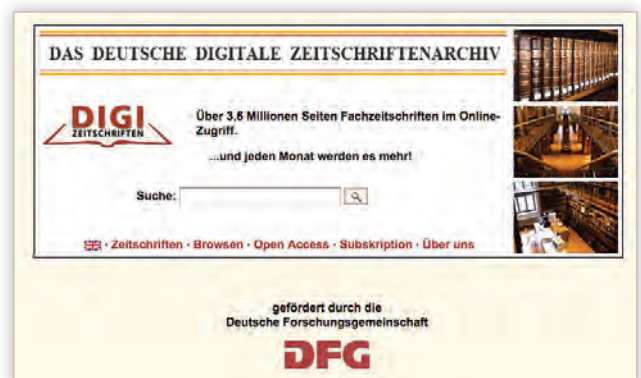 DAS DEUTSCHE DIGITALE ZEITSCHRIFTENARCHIV
DIGI
ZEITSCHRIFTEN
Über 3,6 Millionen Seiten Fachzeitschriften im Online-
Zugriff.
...und jeden Monat werden es mehr!
Suche:
· Zeitschriften · Browsen · Open Access · Subskription · Über uns
gefördert durch die
Deutsche Forschungsgemeinschaft
DFG